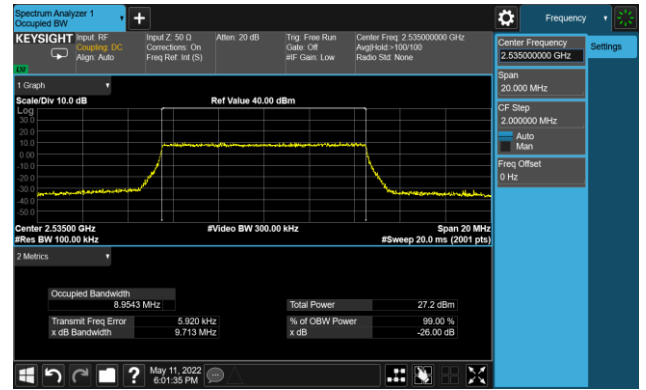 Spectrum Analyzer 1
Occupied BW
Frequency
KEYSIGHT
Input: RF
Coupling: DC
Align: Auto
Input Z: 50 Ω
Corrections: On
Freq Ref: Int (S)
Atten: 20 dB
Trig: Free Run
Gate: Off
#IF Gain: Low
Center Freq: 2.535000000 GHz
Avg|Hold:>100/100
Radio Std: None
Center Frequency
2.535000000 GHz
Settings
Span
20.000 MHz
CF Step
2.000000 MHz
Auto
Man
Freq Offset
0 Hz
1 Graph
Scale/Div 10.0 dB
Ref Value 40.00 dBm
Log
30.0
20.0
10.0
0.00
-10.0
-20.0
-30.0
-40.0
-50.0
Center 2.53500 GHz
#Video BW 300.00 kHz
Span 20 MHz
#Res BW 100.00 kHz
#Sweep 20.0 ms (2001 pts)
2 Metrics
Occupied Bandwidth
8.9543 MHz
Total Power 27.2 dBm
Transmit Freq Error 5.920 kHz
% of OBW Power 99.00 %
x dB Bandwidth 9.713 MHz
x dB -26.00 dB
May 11, 2022
6:01:35 PM